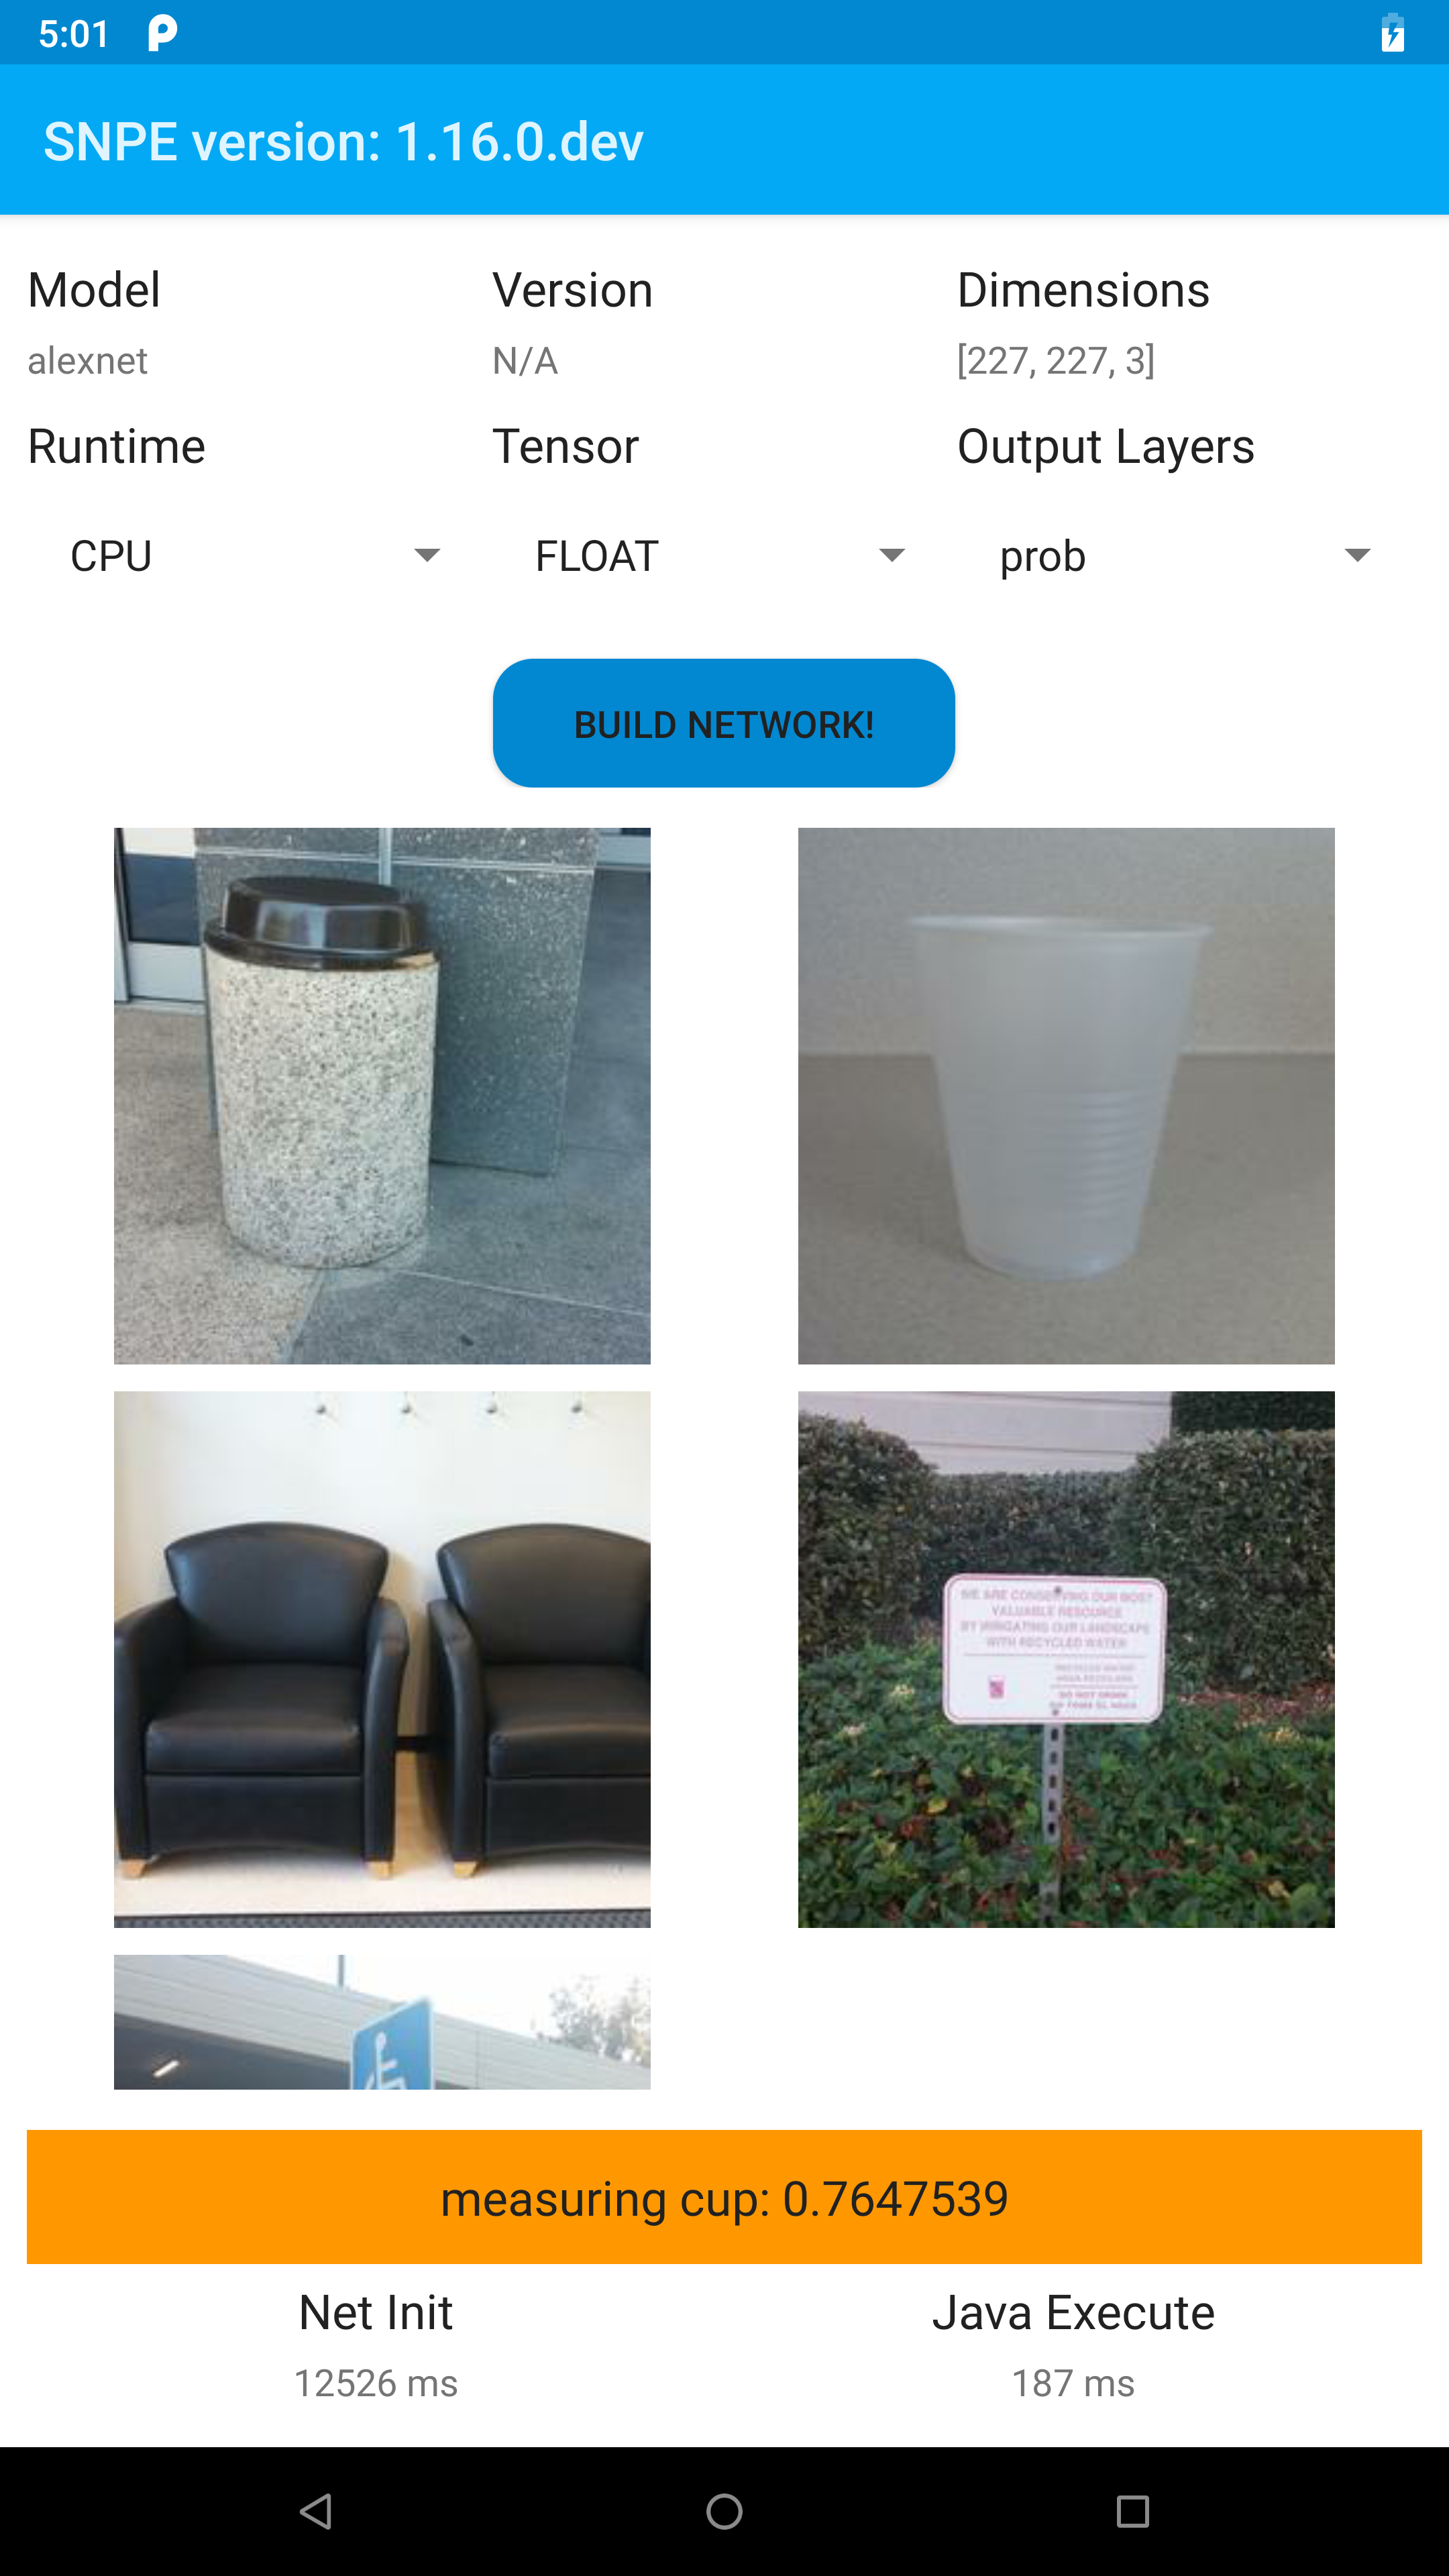 5:01
SNPE version: 1.16.0.dev
Model Version Dimensions
alexnet N/A [227, 227, 3]
Runtime Tensor Output Layers
CPU FLOAT prob
BUILD NETWORK!
WE ARE CONSERVING OUR MOST
VALUABLE RESOURCE
BY IRRIGATING OUR LANDSCAPE
WITH RECYCLED WATER
DO NOT DRINK
measuring cup: 0.7647539
Net Init Java Execute
12526 ms 187 ms